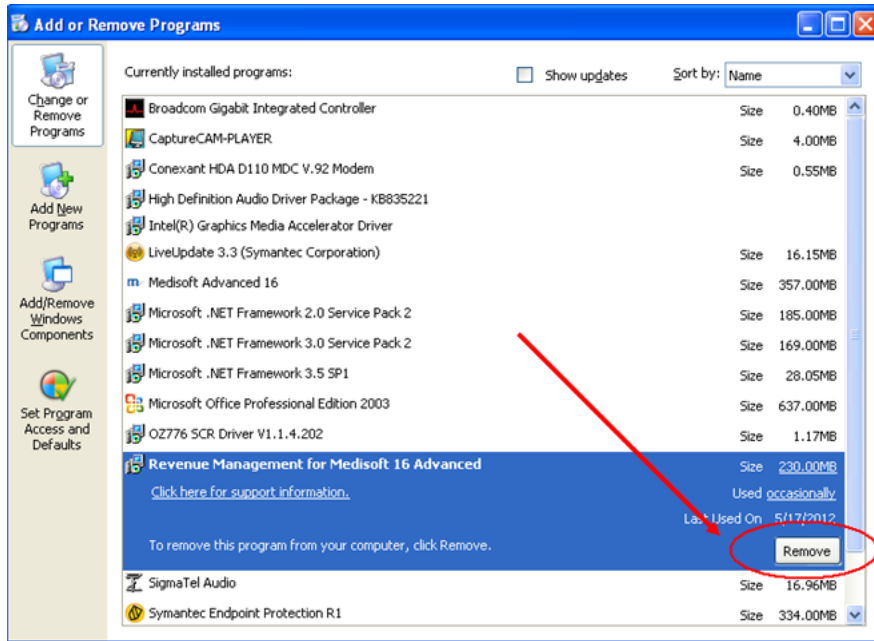 Add or Remove Programs
Currently installed programs:
Show updates
Sort by: Name
Change or
Remove
Programs
Add New
Programs
Add/Remove
Windows
Components
Set Program
Access and
Defaults
Broadcom Gigabit Integrated Controller Size 0.40MB
CaptureCAM-PLAYER Size 4.00MB
Conexant HDA D110 MDC V.92 Modem Size 0.55MB
High Definition Audio Driver Package - KB835221
Intel(R) Graphics Media Accelerator Driver
LiveUpdate 3.3 (Symantec Corporation) Size 16.15MB
m Medisoft Advanced 16 Size 357.00MB
Microsoft .NET Framework 2.0 Service Pack 2 Size 185.00MB
Microsoft .NET Framework 3.0 Service Pack 2 Size 169.00MB
Microsoft .NET Framework 3.5 SP1 Size 28.05MB
Microsoft Office Professional Edition 2003 Size 637.00MB
OZ776 SCR Driver V1.1.4.202 Size 1.17MB
Revenue Management for Medisoft 16 Advanced Size 230.00MB
Click here for support information. Used occasionally
Last Used On 5/17/2012
To remove this program from your computer, click Remove. Remove
SigmaTel Audio Size 16.96MB
Symantec Endpoint Protection R1 Size 334.00MB